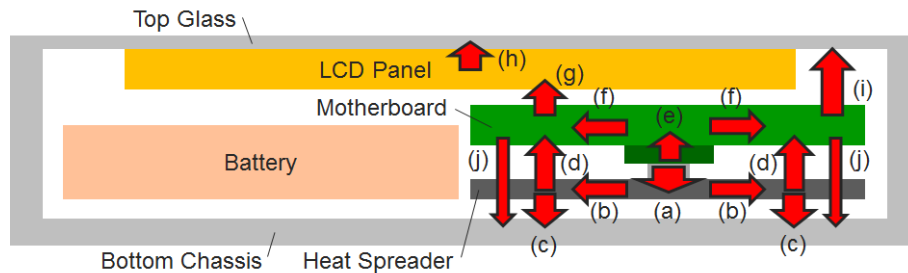 Top Glass
LCD Panel
(h)
(g)
(i)
Motherboard
(f)
(f)
(e)
Battery
(j)
(d)
(d)
(j)
(b)
(a)
(b)
(c)
(c)
Bottom Chassis
Heat Spreader